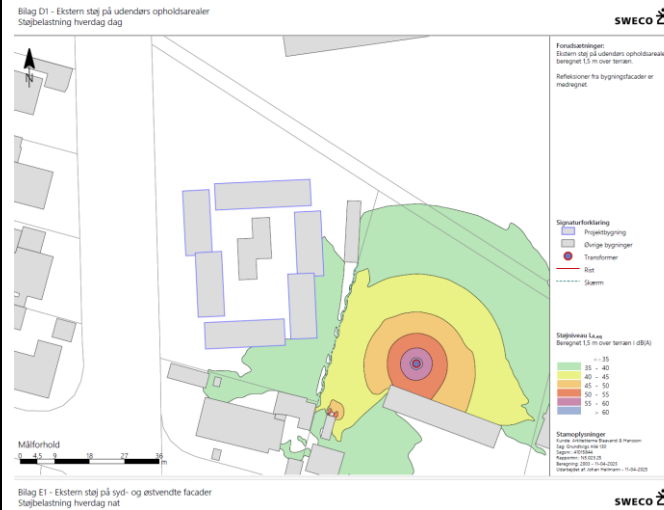 Bilag D1 - Ekstern støj på udendørs opholdsarealer
Støjbelastning hverdag dag
SWECO
Forudsætninger:
Ekstern støj på udendørs opholdsarealer
beregnet 1,5 m over terræn.
Refleksioner fra bygningsfacader er
medregnet.
N
Signaturforklaring
Projektbygning
Øvrige bygninger
Transformer
Rist
Skærm
Støjniveau
Beregnet 1,5 m over terræn i dB(A)
35
35 - 40
40 - 45
45 - 50
50 - 55
55 - 60
60
Målforhold
0 4,5 9 18 27 36
m
Stamoplysninger
Bilag E1 - Ekstern støj på syd- og østvendte facader
Støjbelastning hverdag nat
SWECO